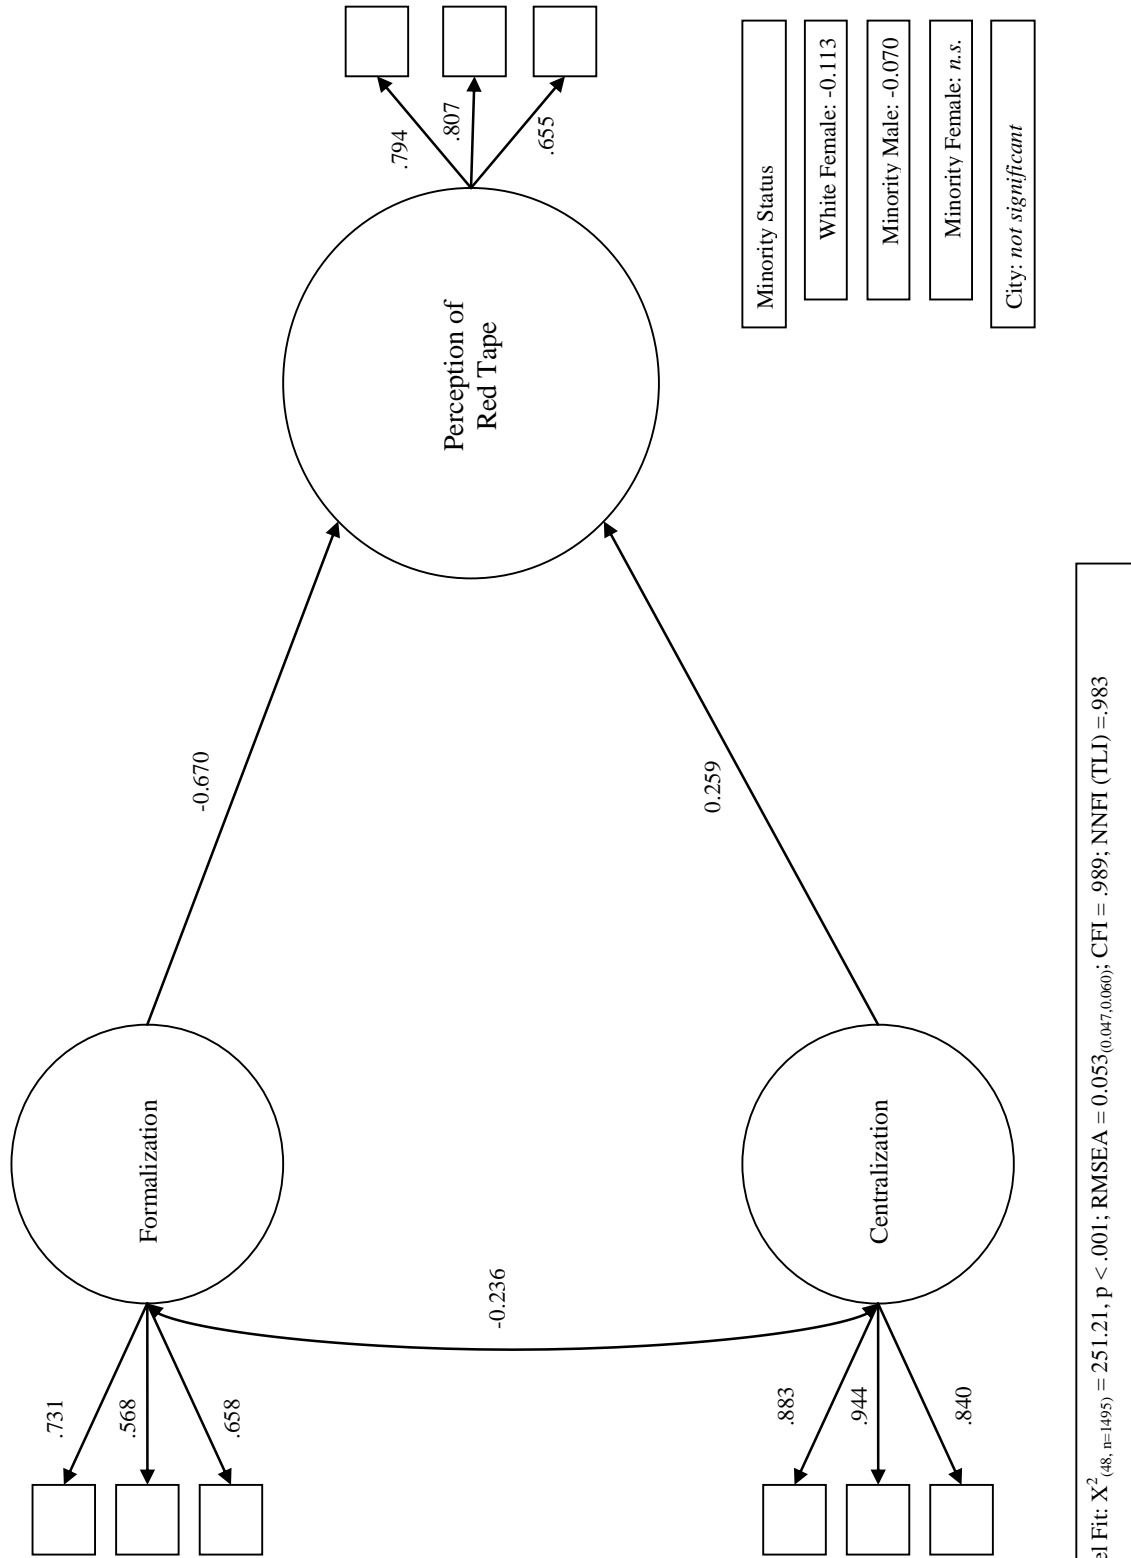 .731
.568
.658
Formalization
-0.670
-0.236
Perception of
Red Tape
.794
.807
.655
.883
.944
.840
Centralization
0.259
Minority Status
White Female: -0.113
Minority Male: -0.070
Minority Female: n.s.
City: not significant
el Fit: X²(48, n=1495) = 251.21, p < .001; RMSEA = 0.053(0.047,0.060); CFI = .989; NNFI (TLI) =.983